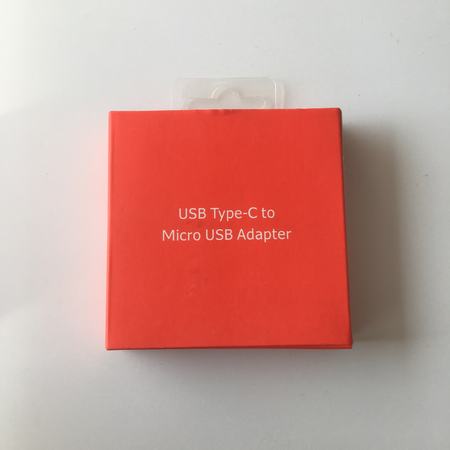 USB Type-C to
Micro USB Adapter